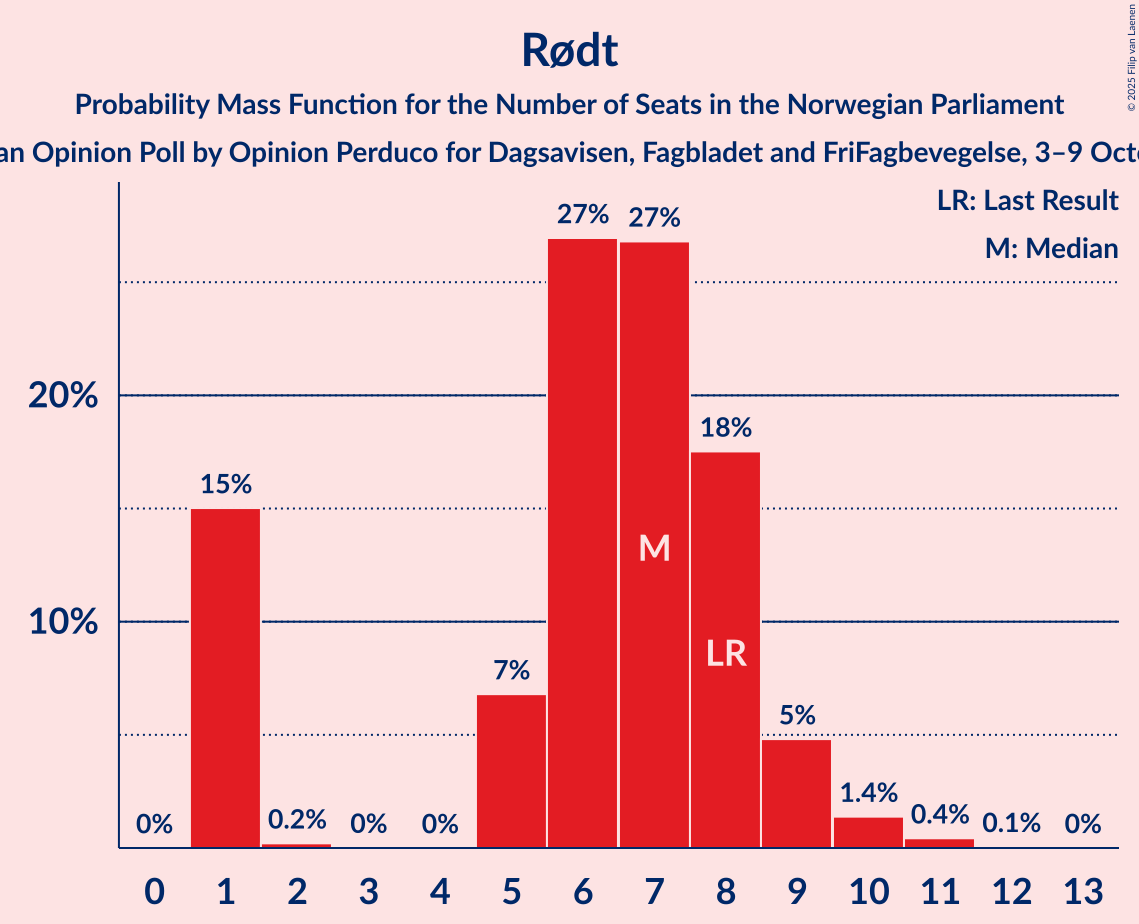 Rødt
Probability Mass Function for the Number of Seats in the Norwegian Parliament
an Opinion Poll by Opinion Perduco for Dagsavisen, Fagbladet and FriFagbevegelse, 3–9 Octo
© 2025 Filip van Laenen
LR: Last Result
M: Median
27%
27%
20%
18%
15%
M
10%
LR
7%
5%
1.4%
0.4%
0.2%
0.1%
0%
0%
0%
0%
0 1 2 3 4 5 6 7 8 9 10 11 12 13